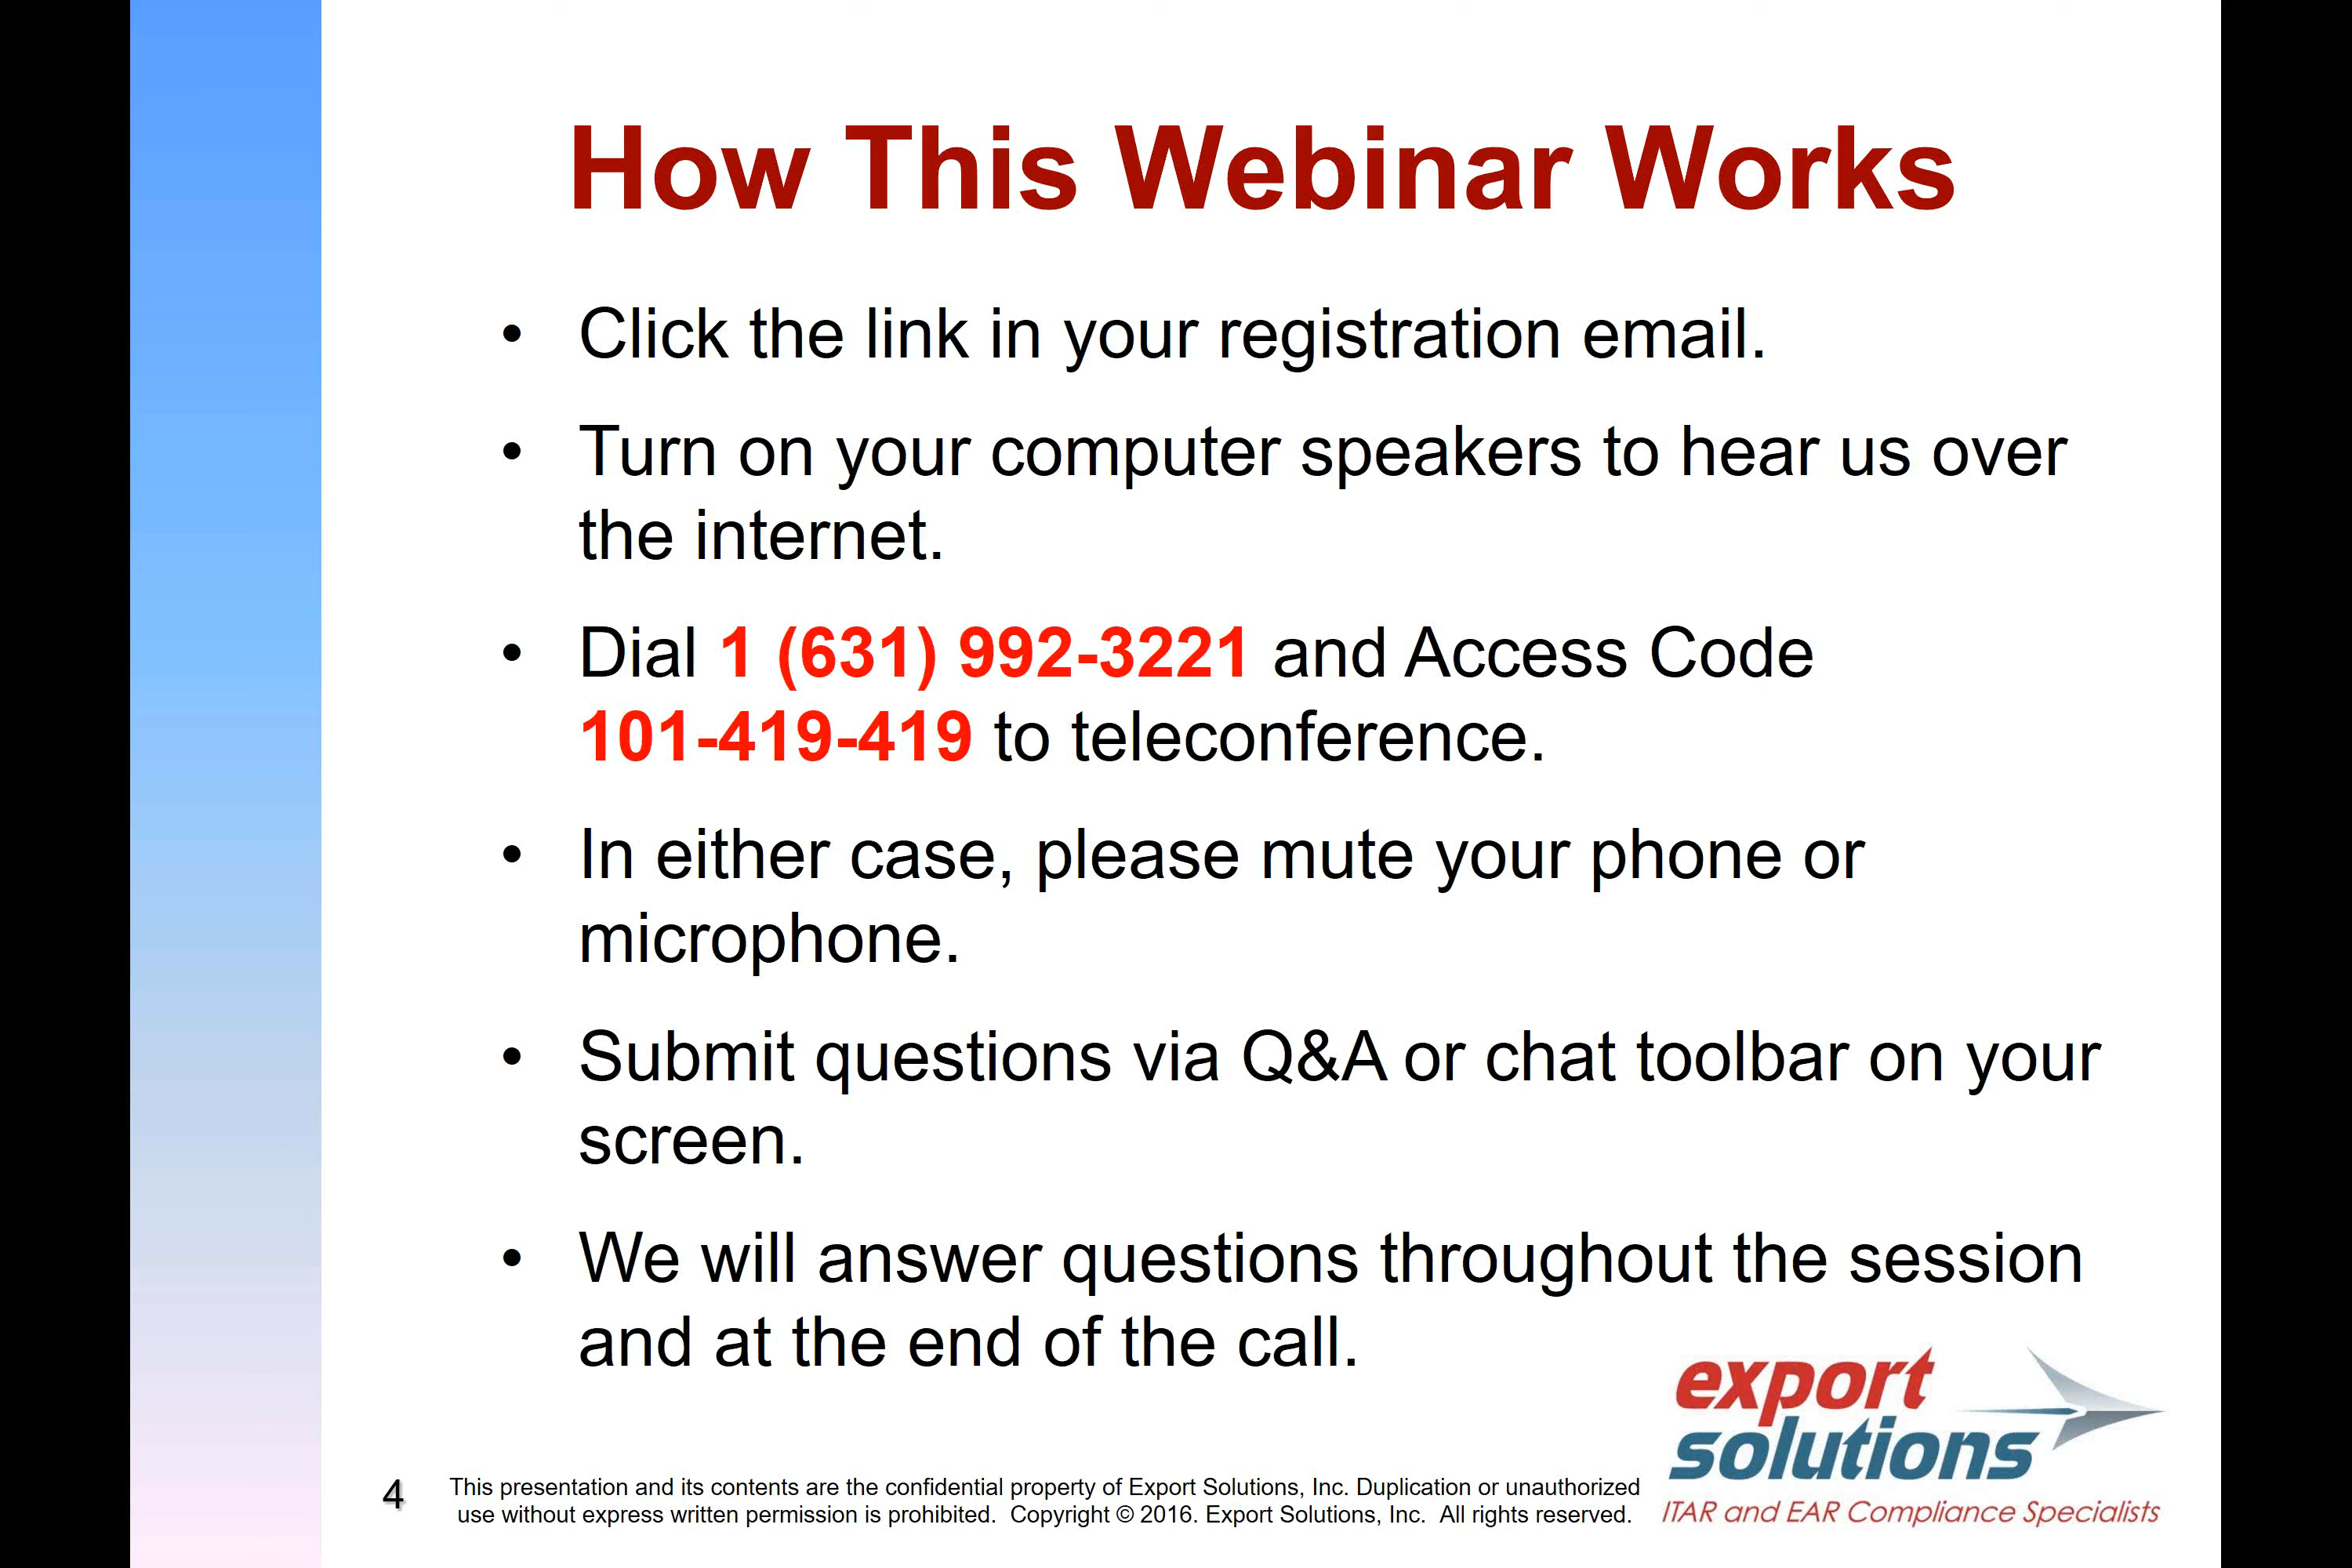 How This Webinar Works
• Click the link in your registration email.
• Turn on your computer speakers to hear us over
the internet.
• Dial 1 (631) 992-3221 and Access Code
101-419-419 to teleconference.
• In either case, please mute your phone or
microphone.
• Submit questions via Q&A or chat toolbar on your
screen.
• We will answer questions throughout the session
and at the end of the call.
export
solutions
ITAR and EAR Compliance Specialists
4
This presentation and its contents are the confidential property of Export Solutions, Inc. Duplication or unauthorized
use without express written permission is prohibited.  Copyright © 2016. Export Solutions, Inc.  All rights reserved.